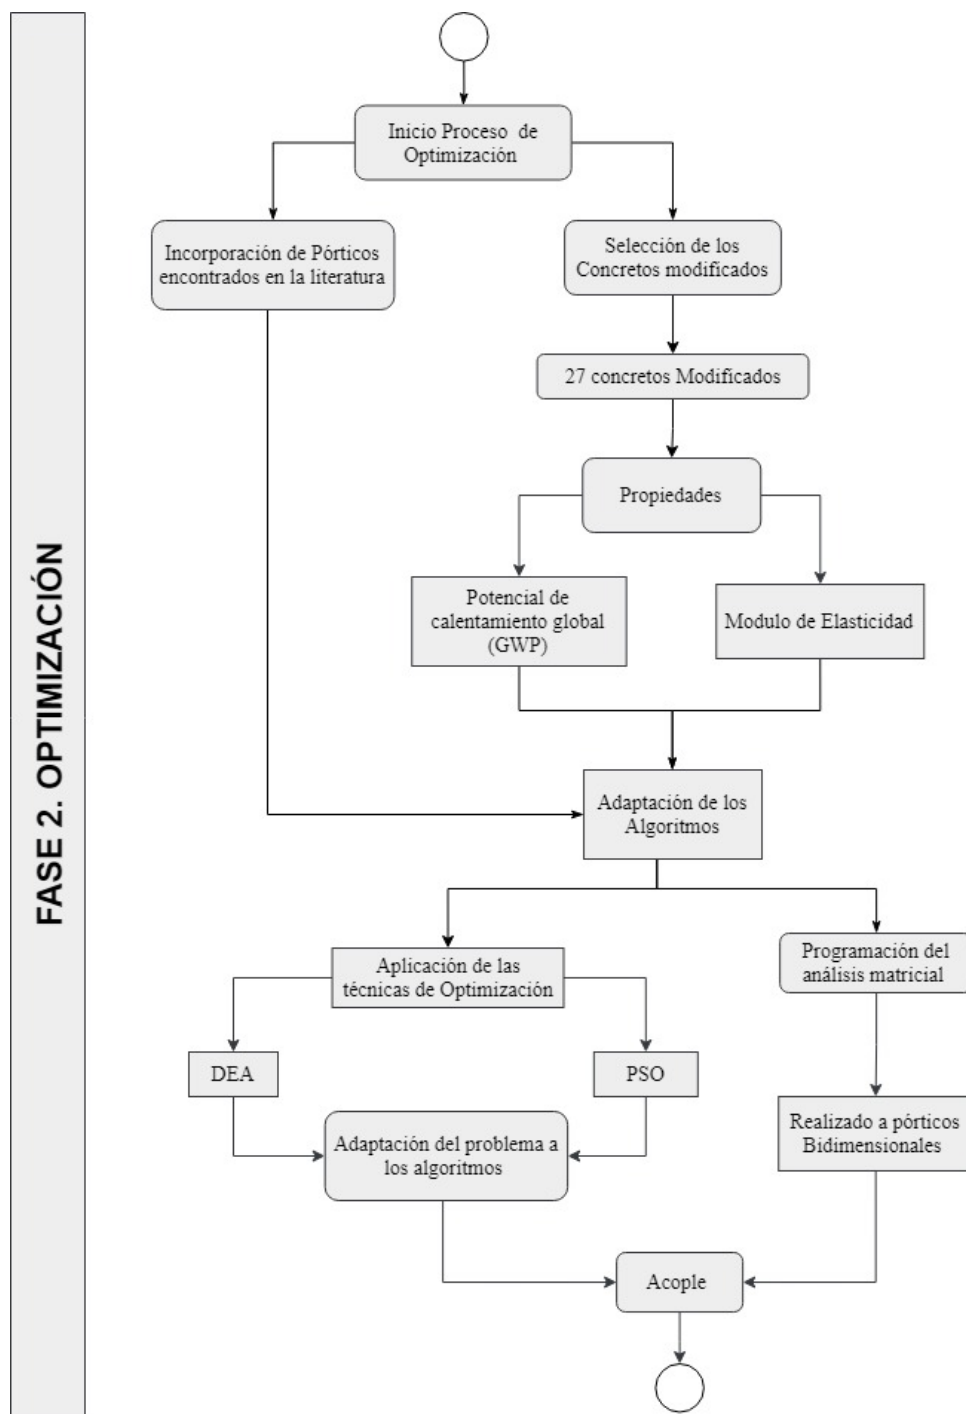 FASE 2. OPTIMIZACIÓN
Inicio Proceso de
Optimización
Incorporación de Pórticos
encontrados en la literatura
Selección de los
Concretos modificados
27 concretos Modificados
Propiedades
Potencial de
calentamiento global
(GWP)
Modulo de Elasticidad
Adaptación de los
Algoritmos
Aplicación de las
técnicas de Optimización
Programación del
análisis matricial
DEA
PSO
Adaptación del problema a
los algoritmos
Realizado a pórticos
Bidimensionales
Acople